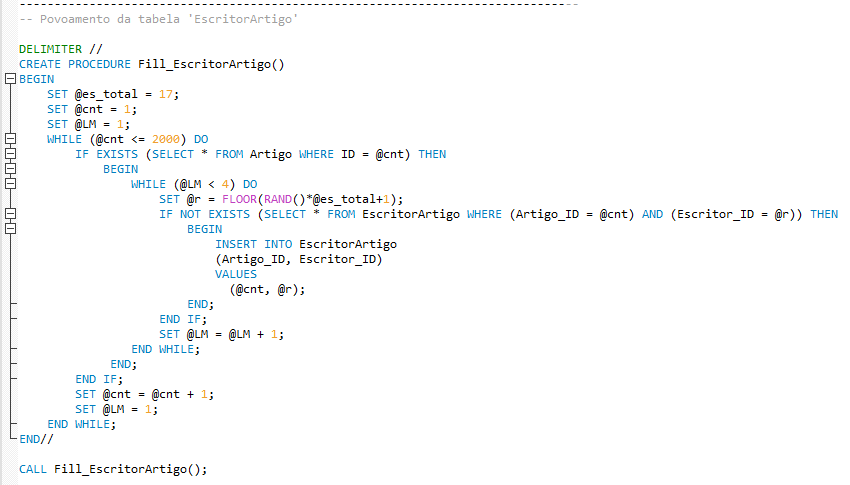 --------------------------------------------------------------------------------
-- Povoamento da tabela 'EscritorArtigo'

DELIMITER //
CREATE PROCEDURE Fill_EscritorArtigo()
BEGIN
    SET @es_total = 17;
    SET @cnt = 1;
    SET @LM = 1;
    WHILE (@cnt <= 2000) DO
        IF EXISTS (SELECT * FROM Artigo WHERE ID = @cnt) THEN
            BEGIN
                WHILE (@LM < 4) DO
                    SET @r = FLOOR(RAND()*@es_total+1);
                    IF NOT EXISTS (SELECT * FROM EscritorArtigo WHERE (Artigo_ID = @cnt) AND (Escritor_ID = @r)) THEN
                        BEGIN
                            INSERT INTO EscritorArtigo
                            (Artigo_ID, Escritor_ID)
                            VALUES
                              (@cnt, @r);
                        END;
                    END IF;
                    SET @LM = @LM + 1;
                END WHILE;
             END;
        END IF;
        SET @cnt = @cnt + 1;
        SET @LM = 1;
    END WHILE;
END//

CALL Fill_EscritorArtigo();